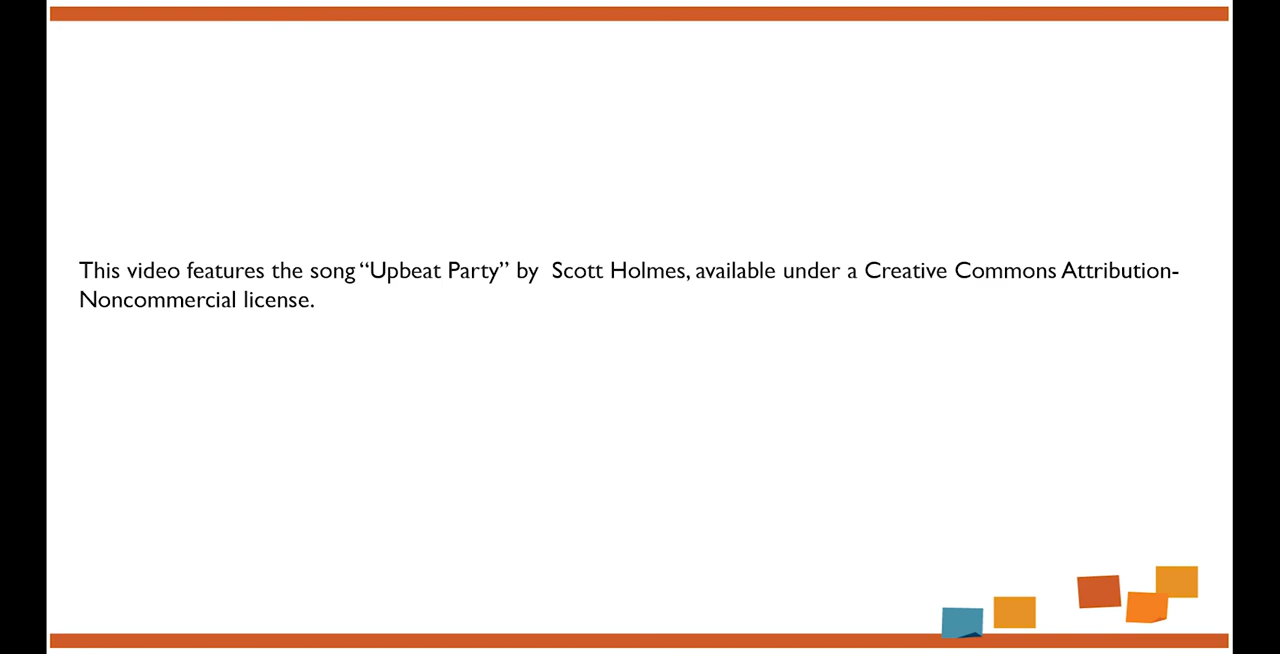 This video features the song “Upbeat Party” by  Scott Holmes, available under a Creative Commons Attribution-
Noncommercial license.